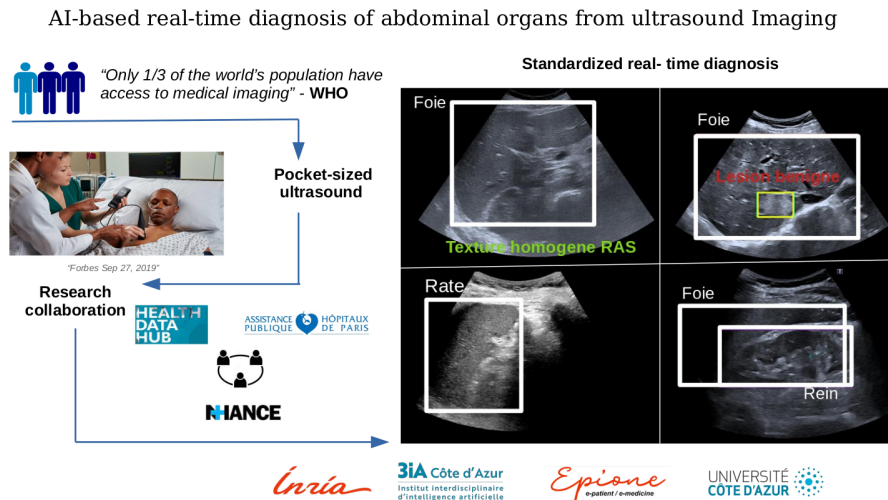 AI-based real-time diagnosis of abdominal organs from ultrasound Imaging
“Only 1/3 of the world’s population have
access to medical imaging” - WHO
Pocket-sized
ultrasound
“Forbes Sep 27, 2019”
Research
collaboration
HEALTH
DATA
HUB
ASSISTANCE
PUBLIQUE
HÔPITAUX
DE PARIS
NHANCE
Standardized real- time diagnosis
Foie
Texture homogene RAS
Foie
Lesion benigne
Rate
Foie
Rein
Inria
3iA Côte d’Azur
Institut interdisciplinaire
d’intelligence artificielle
Epione
e-patient / e-medicine
UNIVERSITÉ
CÔTE D’AZUR